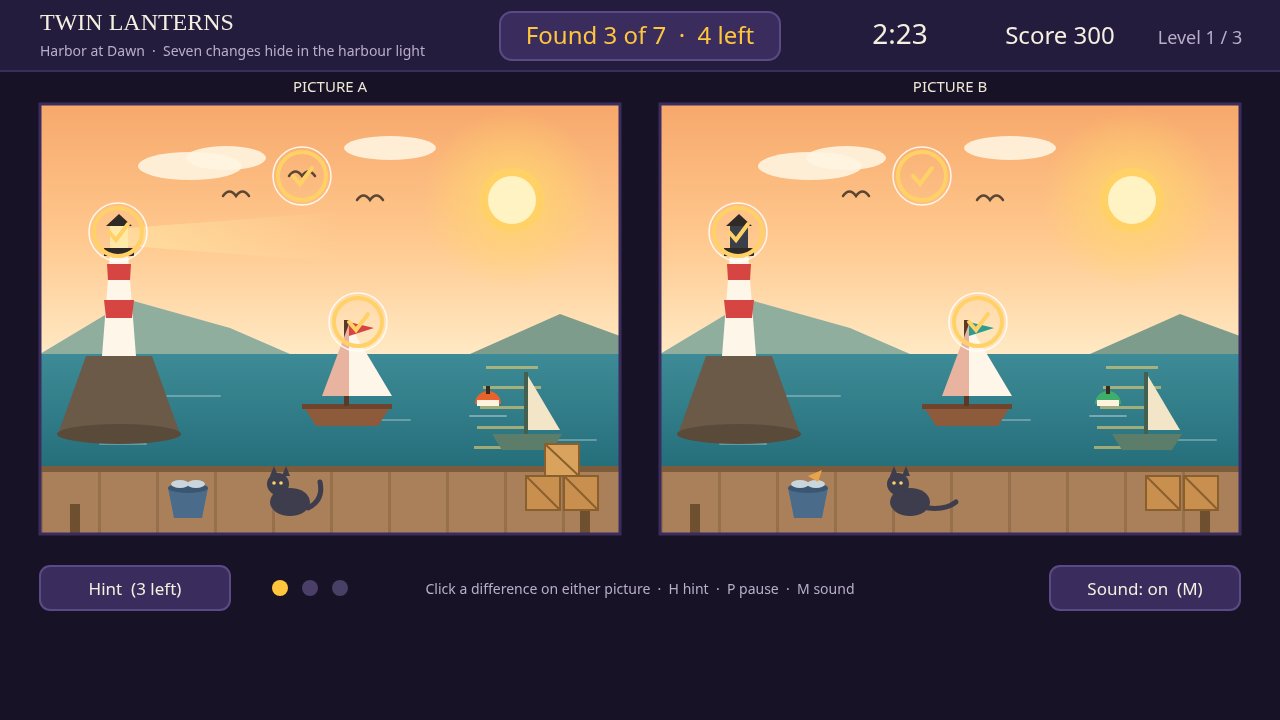 TWIN LANTERNS
Harbor at Dawn · Seven changes hide in the harbour light
Found 3 of 7 · 4 left
2:23
Score 300
Level 1 / 3
PICTURE A
PICTURE B
Hint (3 left)
Click a difference on either picture · H hint · P pause · M sound
Sound: on (M)